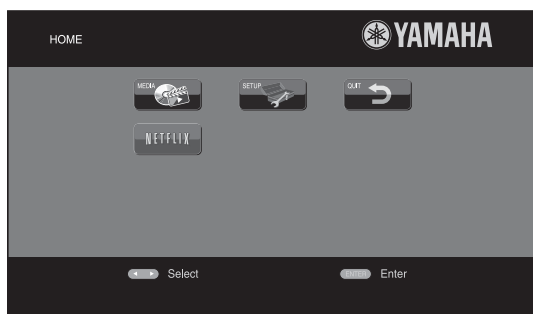 HOME
YAMAHA
MEDIA
SETUP
QUIT
NETFLIX
Select
ENTER Enter